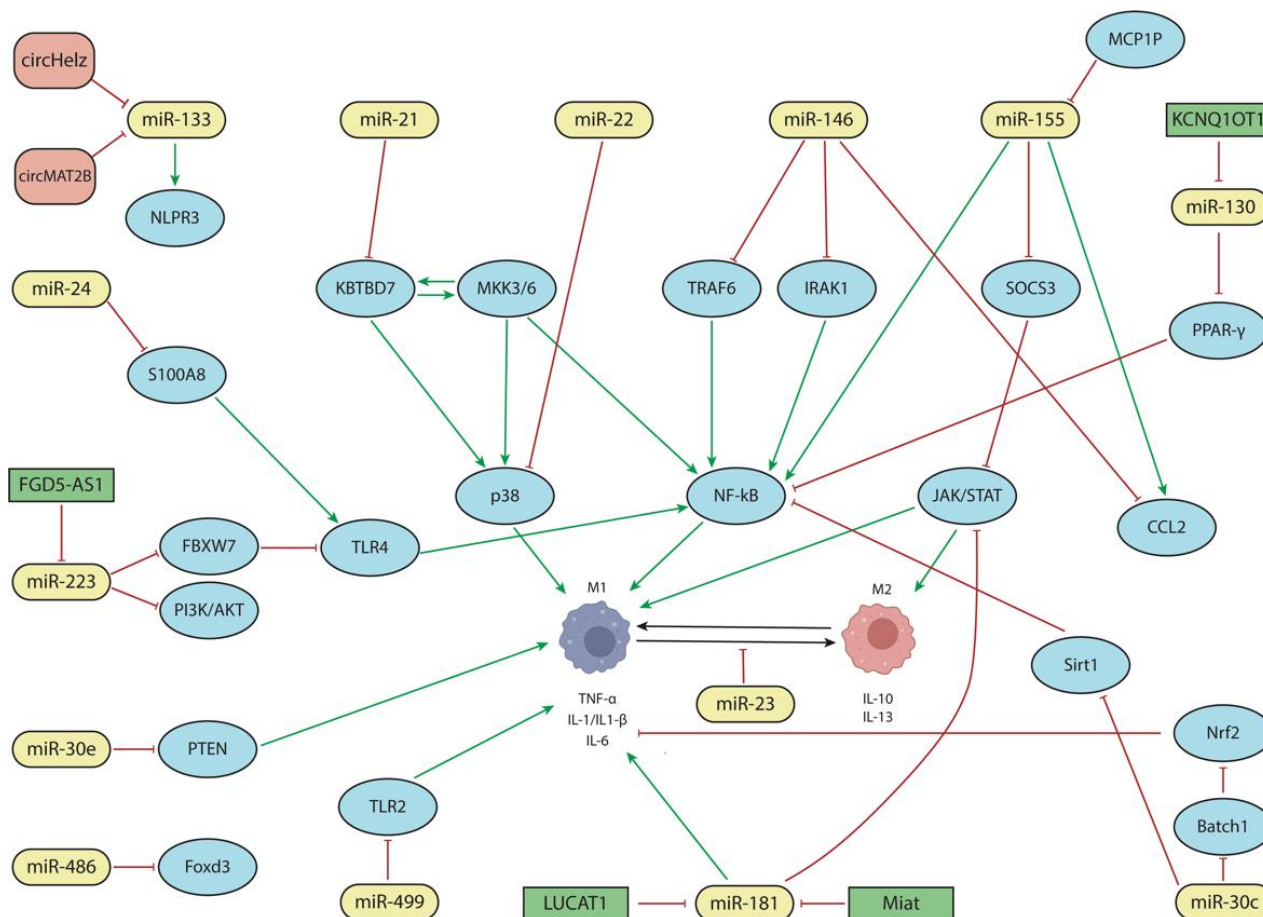 circHelz
MCP1P
miR-133
miR-21
miR-22
miR-146
miR-155
KCNQ1OT1
circMAT2B
NLPR3
miR-130
miR-24
KBTBD7
MKK3/6
TRAF6
IRAK1
SOCS3
PPAR-γ
S100A8
FGD5-AS1
p38
NF-kB
JAK/STAT
CCL2
FBXW7
TLR4
miR-223
PI3K/AKT
M1
M2
Sirt1
TNF-α
IL-1/IL1-β
IL-6
miR-23
IL-10
IL-13
miR-30e
PTEN
Nrf2
TLR2
Batch1
miR-486
Foxd3
miR-499
LUCAT1
miR-181
Miat
miR-30c